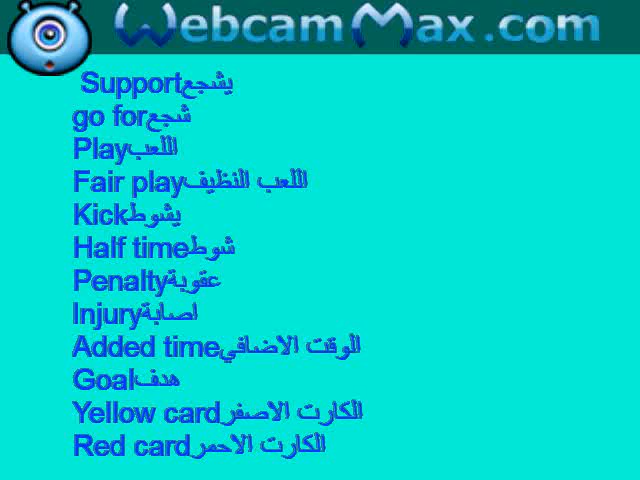 WebcamMax.com
Supportيشجع
go forشجع
Playاللعب
Fair playاللعب النظيف
Kickيشوط
Half timeشوط
Penaltyعقوبة
Injuryاصابة
Added timeالوقت الاضافي
Goalهدف
Yellow cardالكارت الاصفر
Red cardالكارت الاحمر